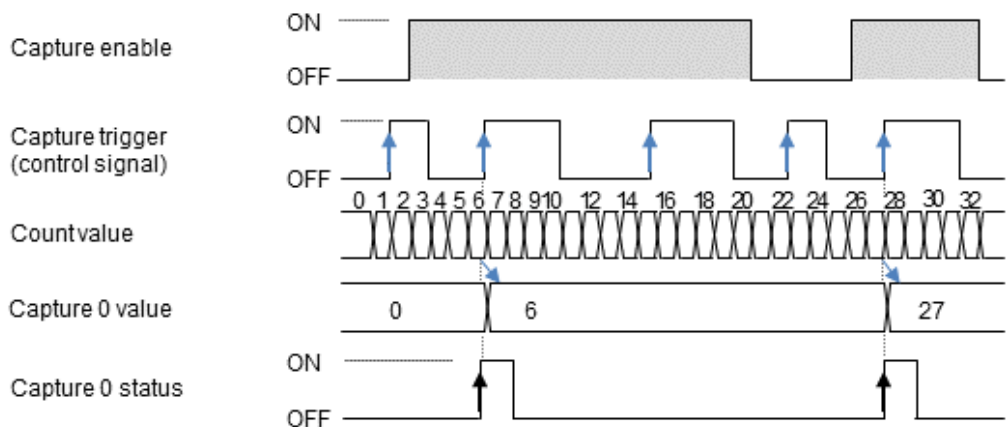 ON
Capture enable
OFF
ON
Capture trigger
(control signal)
OFF
0 1 2 3 4 5 6 7 8 9 10 12 14 16 18 20 22 24 26 28 30 32
Count value
Capture 0 value
0 6 27
ON
Capture 0 status
OFF